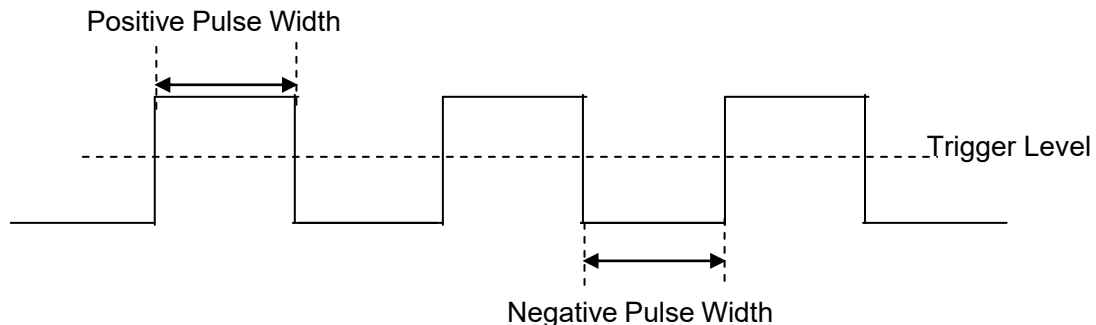 Positive Pulse Width
Trigger Level
Negative Pulse Width